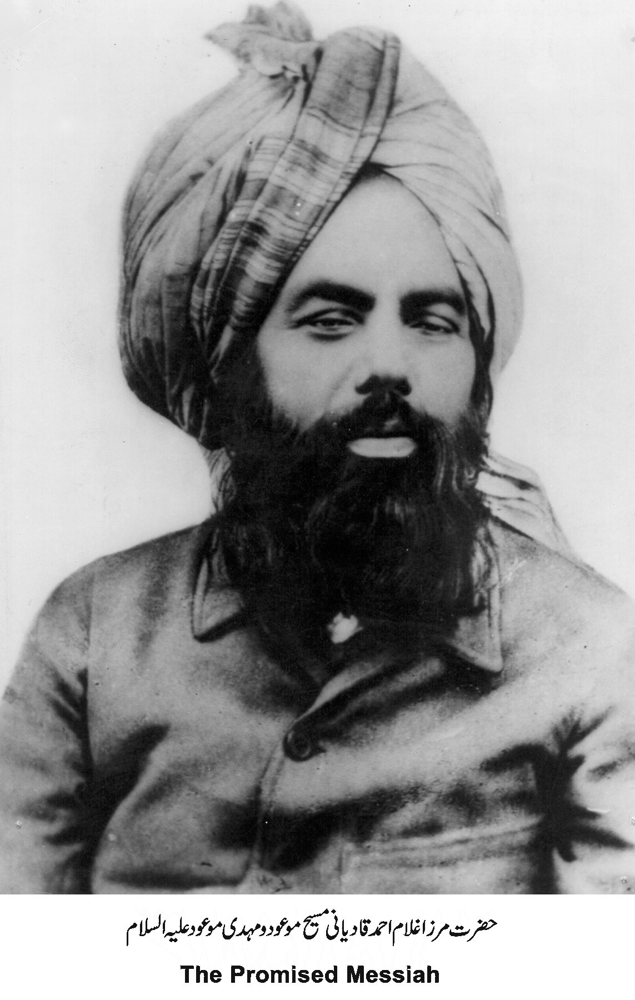 حضرت مرزا غلام احمد قادیانی مسیح موعود و مہدی موعود علیہ السلام
The Promised Messiah